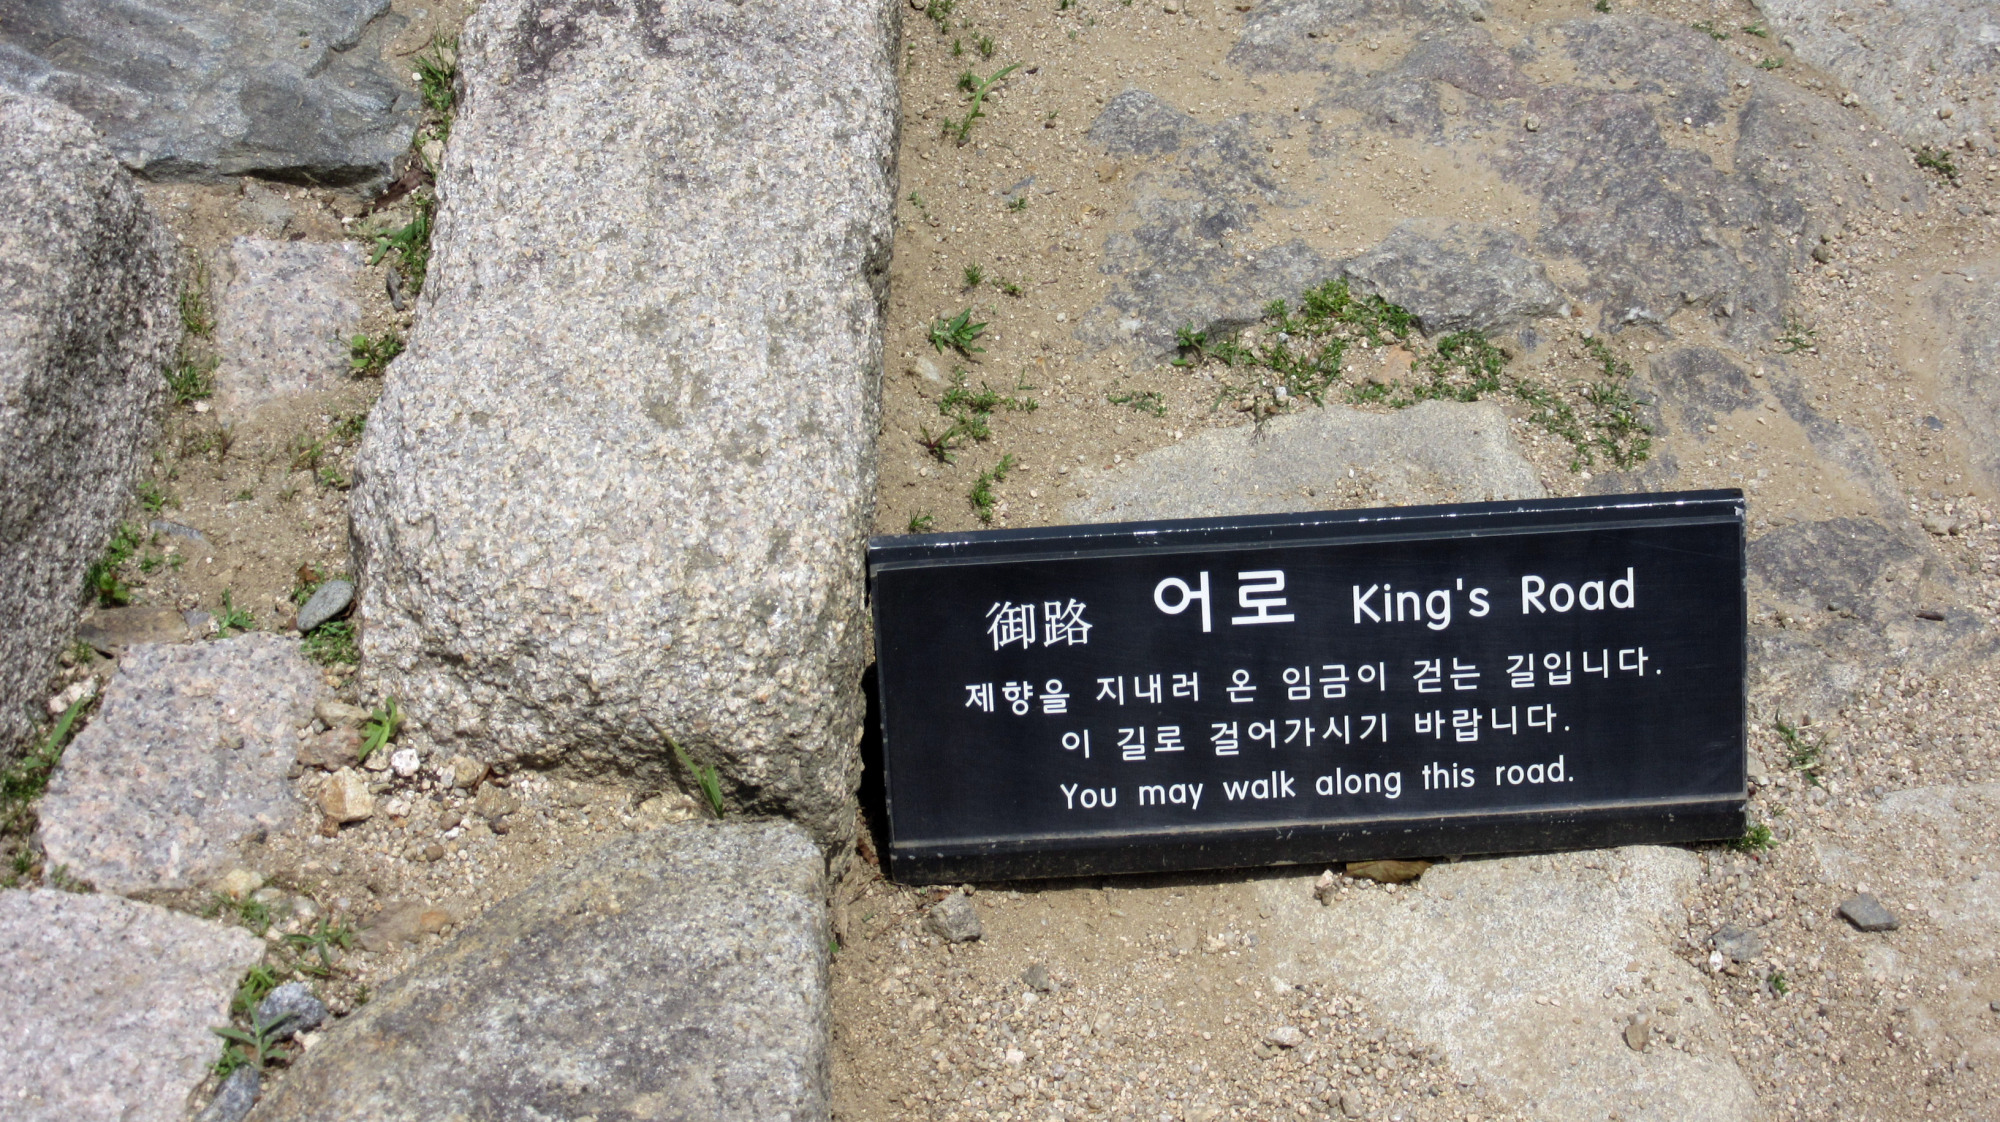 御路 어로 King's Road
제향을 지내러 온 임금이 걷는 길입니다.
이 길로 걸어가시기 바랍니다.
You may walk along this road.